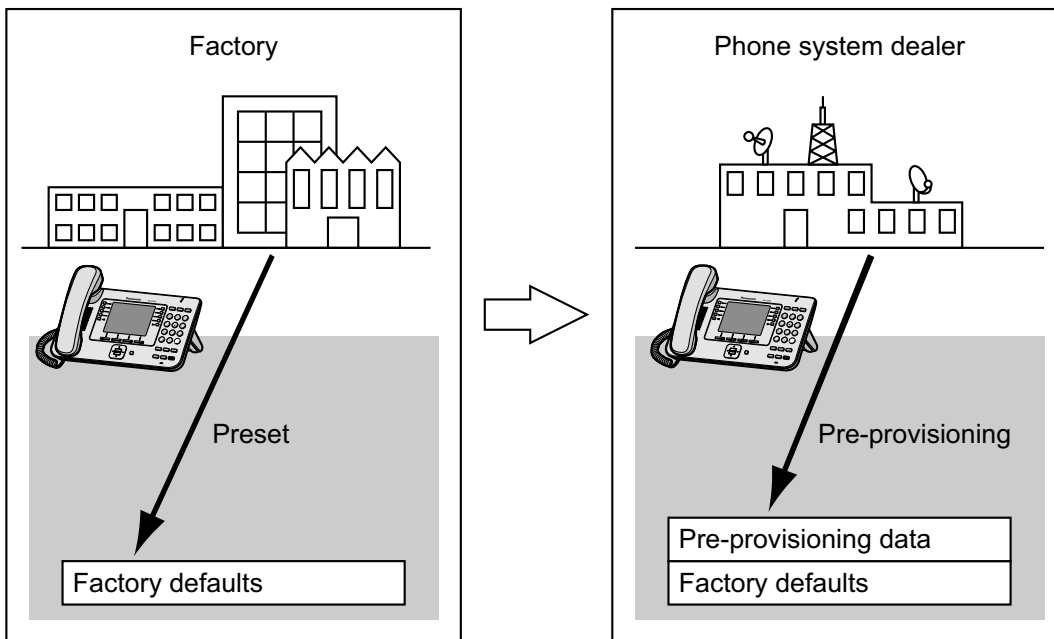 Factory
Preset
Factory defaults
Phone system dealer
Pre-provisioning
Pre-provisioning data
Factory defaults